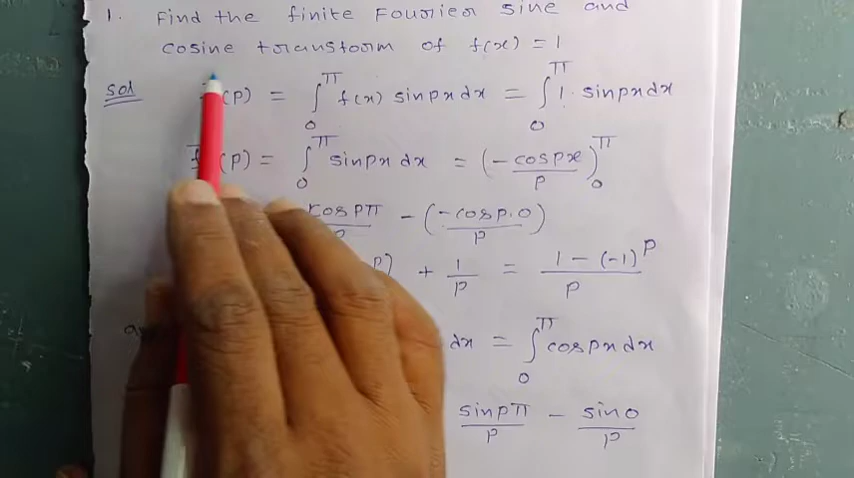 1. Find the finite Fourier sine and
cosine transform of f(x) = 1
Sol (p) = ∫₀^π f(x) sinpx dx = ∫₀^π 1. sinpx dx
(p) = ∫₀^π sinpx dx = (-cospx/p)₀^π
cospπ/p - (-cosp.0/p)
p) + 1/p = 1-(-1)^p/p
dx = ∫₀^π cospx dx
sinpπ/p - sin0/p